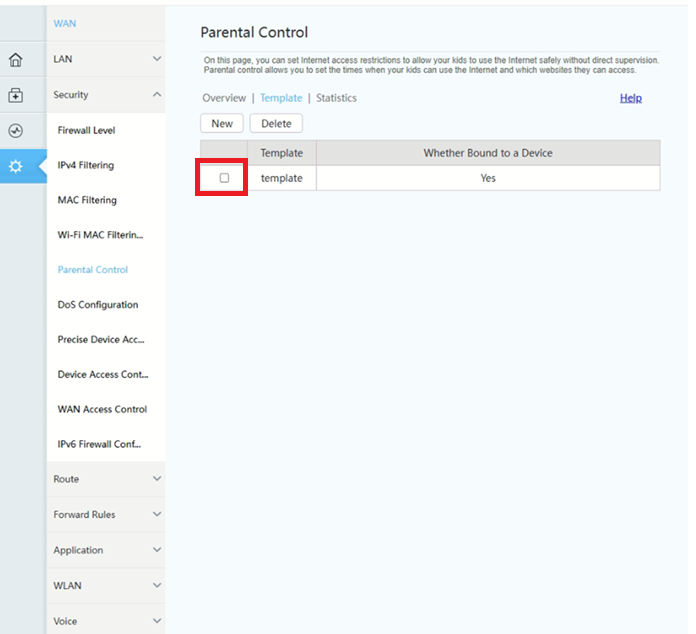 WAN
LAN
Security
Firewall Level
IPv4 Filtering
MAC Filtering
Wi-Fi MAC Filterin...
Parental Control
DoS Configuration
Precise Device Acc...
Device Access Cont...
WAN Access Control
IPv6 Firewall Conf...
Route
Forward Rules
Application
WLAN
Voice
Parental Control
On this page, you can set Internet access restrictions to allow your kids to use the Internet safely without direct supervision.
Parental control allows you to set the times when your kids can use the Internet and which websites they can access.
Overview | Template | Statistics Help
New Delete
Template Whether Bound to a Device
template Yes